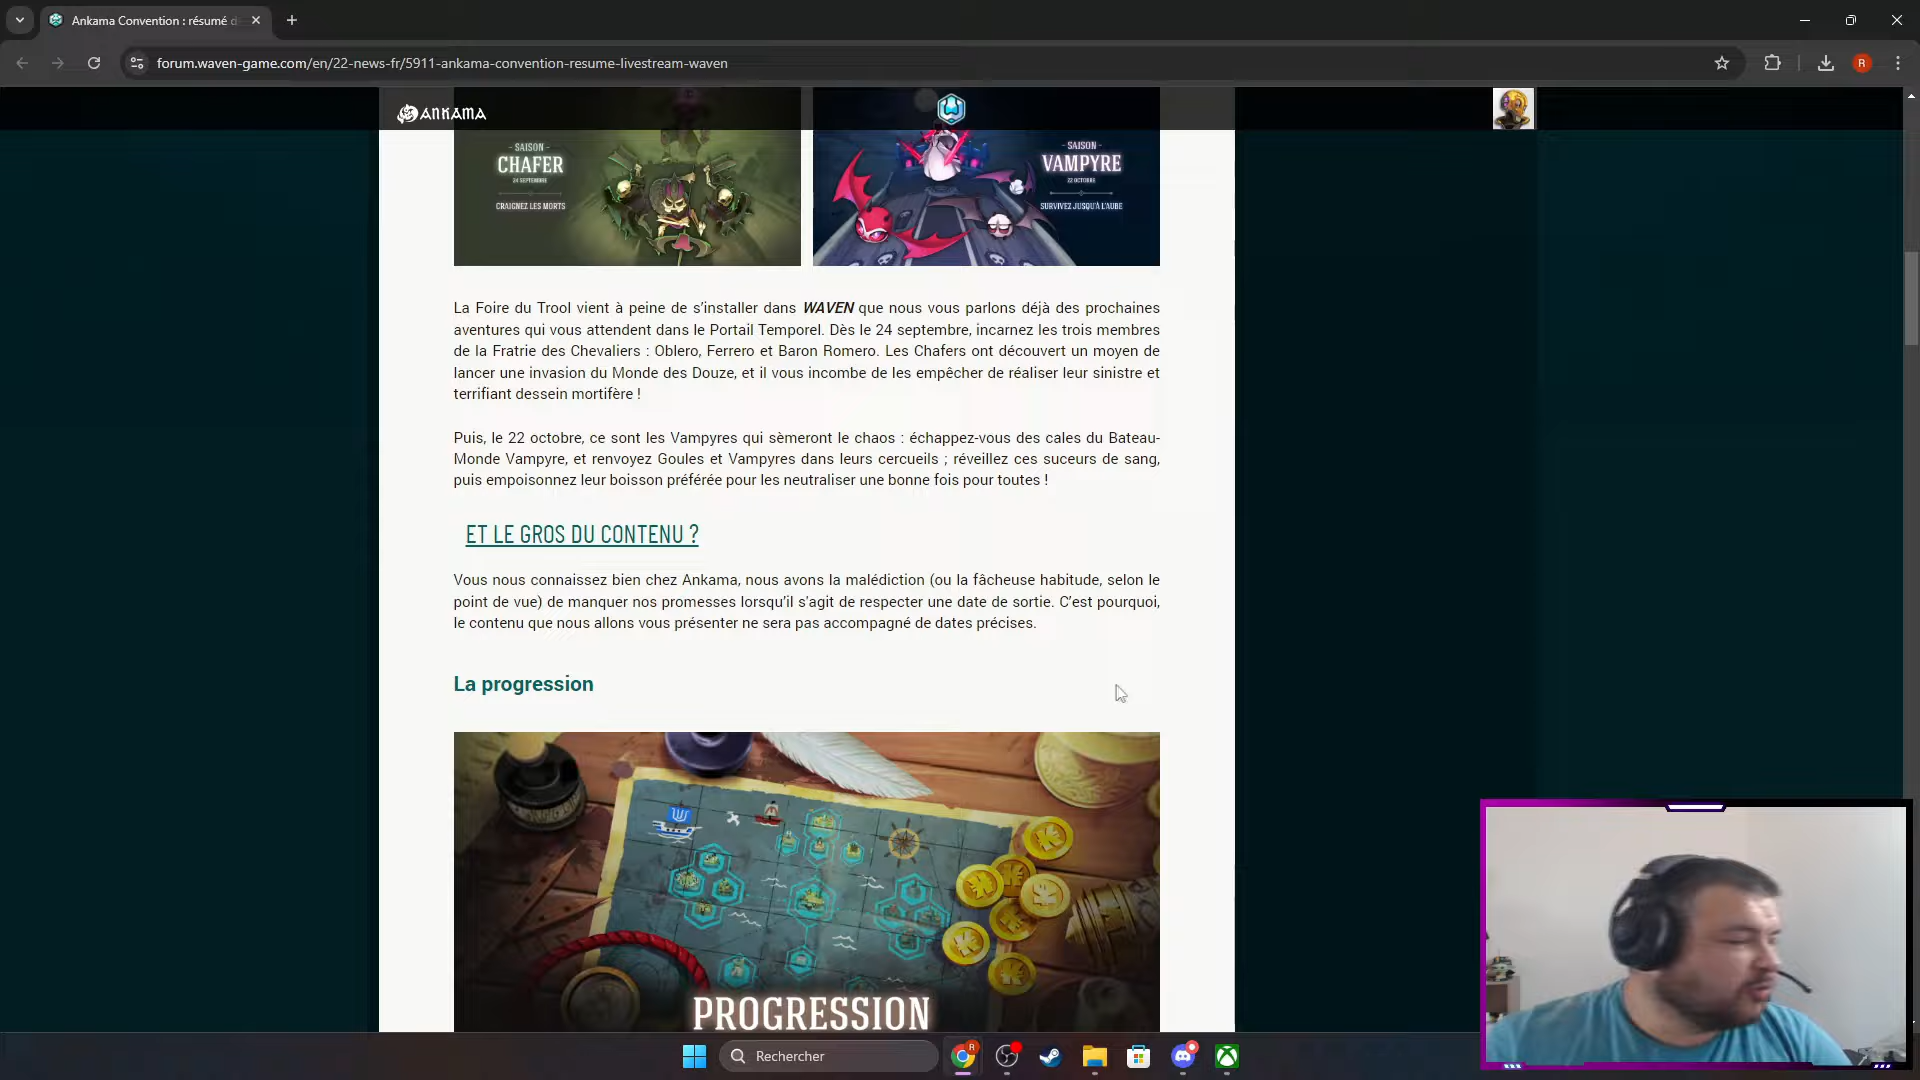 Ankama Convention : résumé d
forum.waven-game.com/en/22-news-fr/5911-ankama-convention-resume-livestream-waven
R
ANKAMA
- SAISON -
CHAFER
24 SEPTEMBRE
CRAIGNEZ LES MORTS
- SAISON -
VAMPYRE
22 OCTOBRE
SURVIVEZ JUSQU'À L'AUBE
La Foire du Trool vient à peine de s’installer dans WAVEN que nous vous parlons déjà des prochaines
aventures qui vous attendent dans le Portail Temporel. Dès le 24 septembre, incarnez les trois membres
de la Fratrie des Chevaliers : Oblero, Ferrero et Baron Romero. Les Chafers ont découvert un moyen de
lancer une invasion du Monde des Douze, et il vous incombe de les empêcher de réaliser leur sinistre et
terrifiant dessein mortifère !
Puis, le 22 octobre, ce sont les Vampyres qui sèmeront le chaos : échappez-vous des cales du Bateau-
Monde Vampyre, et renvoyez Goules et Vampyres dans leurs cercueils ; réveillez ces suceurs de sang,
puis empoisonnez leur boisson préférée pour les neutraliser une bonne fois pour toutes !
ET LE GROS DU CONTENU ?
Vous nous connaissez bien chez Ankama, nous avons la malédiction (ou la fâcheuse habitude, selon le
point de vue) de manquer nos promesses lorsqu’il s'agit de respecter une date de sortie. C’est pourquoi,
le contenu que nous allons vous présenter ne sera pas accompagné de dates précises.
La progression
PROGRESSION
Rechercher
R